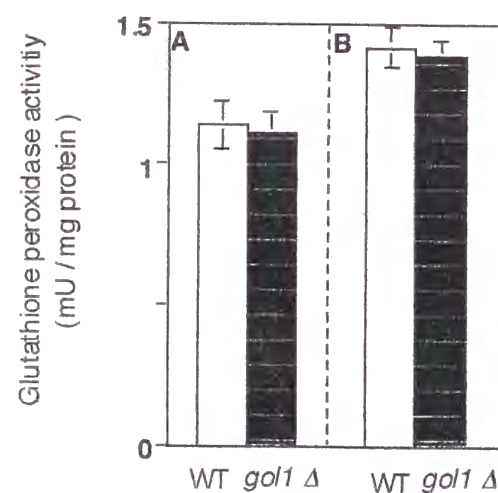 Glutathione peroxidase activity
(mU / mg protein)
1.5
1
0
A
B
WT gol1 Δ
WT gol1 Δ